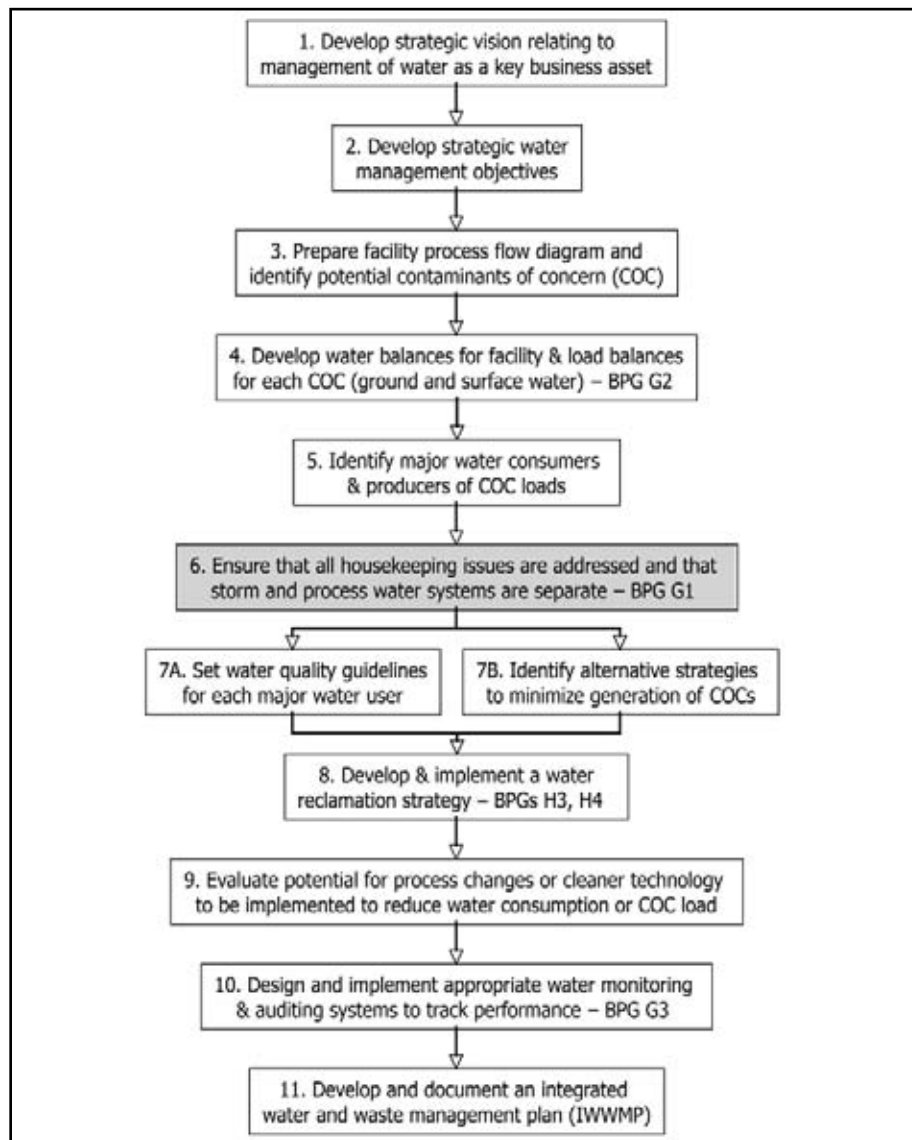 1. Develop strategic vision relating to
management of water as a key business asset
2. Develop strategic water
management objectives
3. Prepare facility process flow diagram and
identify potential contaminants of concern (COC)
4. Develop water balances for facility & load balances
for each COC (ground and surface water) – BPG G2
5. Identify major water consumers
& producers of COC loads
6. Ensure that all housekeeping issues are addressed and that
storm and process water systems are separate – BPG G1
7A. Set water quality guidelines
for each major water user
7B. Identify alternative strategies
to minimize generation of COCs
8. Develop & implement a water
reclamation strategy – BPGs H3, H4
9. Evaluate potential for process changes or cleaner technology
to be implemented to reduce water consumption or COC load
10. Design and implement appropriate water monitoring
& auditing systems to track performance – BPG G3
11. Develop and document an integrated
water and waste management plan (IWWMP)